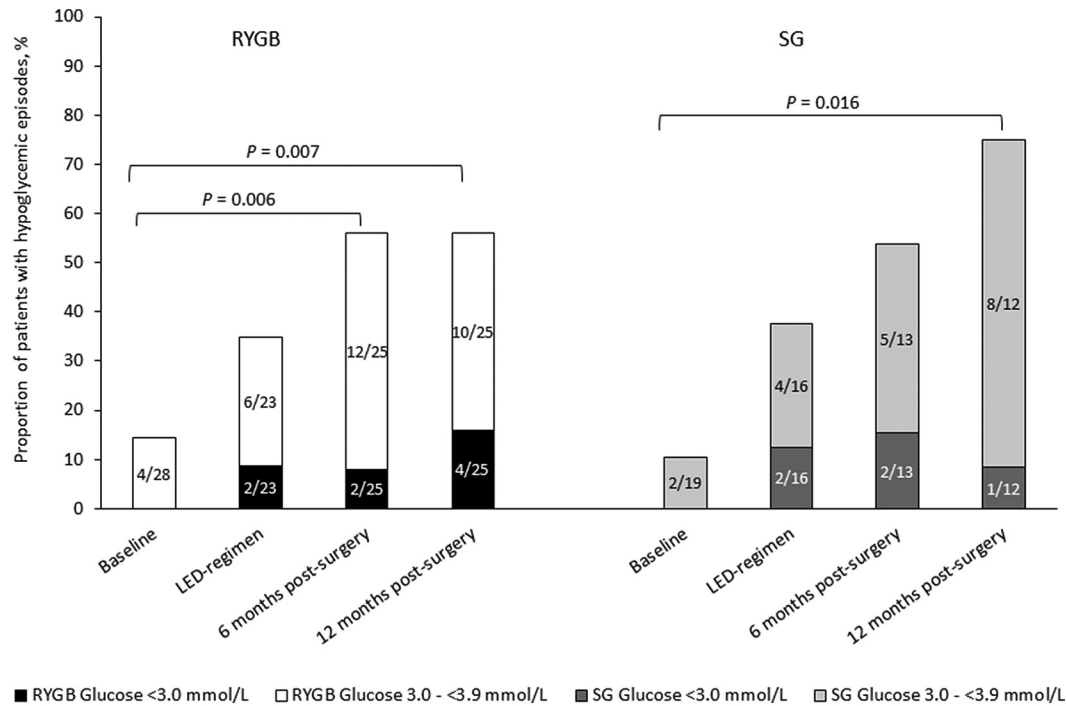 Proportion of patients with hypoglycemic episodes, %
100
90
80
70
60
50
40
30
20
10
0
RYGB
SG
P = 0.016
P = 0.007
P = 0.006
4/28
6/23
2/23
12/25
2/25
10/25
4/25
2/19
4/16
2/16
5/13
2/13
8/12
1/12
Baseline
LED-regimen
6 months post-surgery
12 months post-surgery
Baseline
LED-regimen
6 months post-surgery
12 months post-surgery
RYGB Glucose <3.0 mmol/L
RYGB Glucose 3.0 - <3.9 mmol/L
SG Glucose <3.0 mmol/L
SG Glucose 3.0 - <3.9 mmol/L